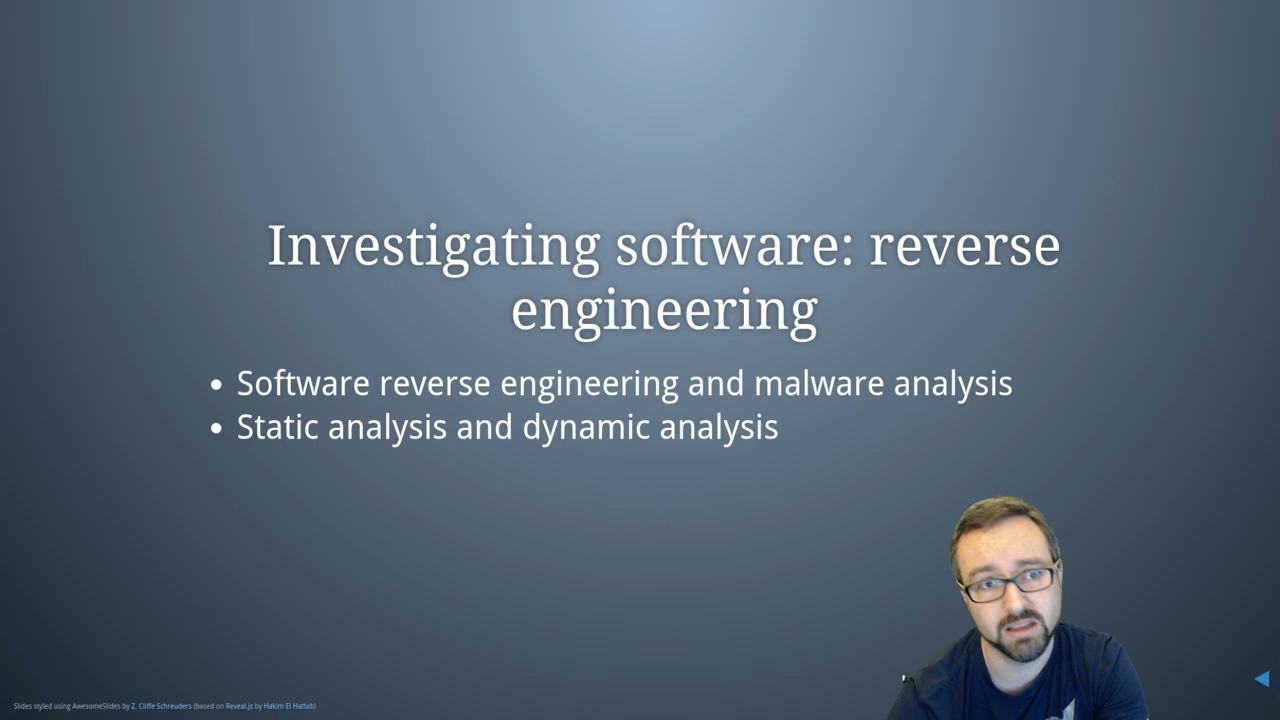 Investigating software: reverse
engineering
• Software reverse engineering and malware analysis
• Static analysis and dynamic analysis
Slides styled using AwesomeSlides by Z. Cliffe Schreuders (based on Reveal.js by Hakim El Hattab)